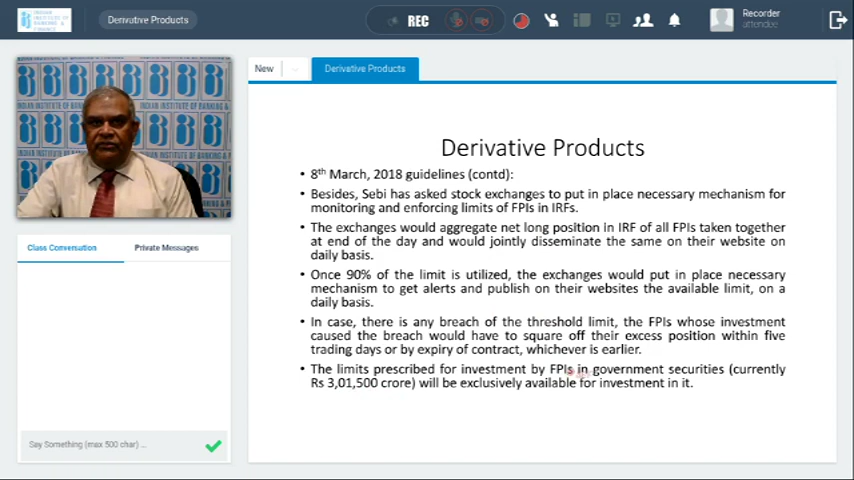 INDIAN INSTITUTE OF BANKING & FINANCE
Derivative Products
REC
Recorder
attendee
New
Derivative Products
Derivative Products
• 8th March, 2018 guidelines (contd):
• Besides, Sebi has asked stock exchanges to put in place necessary mechanism for
monitoring and enforcing limits of FPIs in IRFs.
• The exchanges would aggregate net long position in IRF of all FPIs taken together
at end of the day and would jointly disseminate the same on their website on
daily basis.
• Once 90% of the limit is utilized, the exchanges would put in place necessary
mechanism to get alerts and publish on their websites the available limit, on a
daily basis.
• In case, there is any breach of the threshold limit, the FPIs whose investment
caused the breach would have to square off their excess position within five
trading days or by expiry of contract, whichever is earlier.
• The limits prescribed for investment by FPIs in government securities (currently
Rs 3,01,500 crore) will be exclusively available for investment in it.
Class Conversation
Private Messages
Say Something (max 500 char) ...